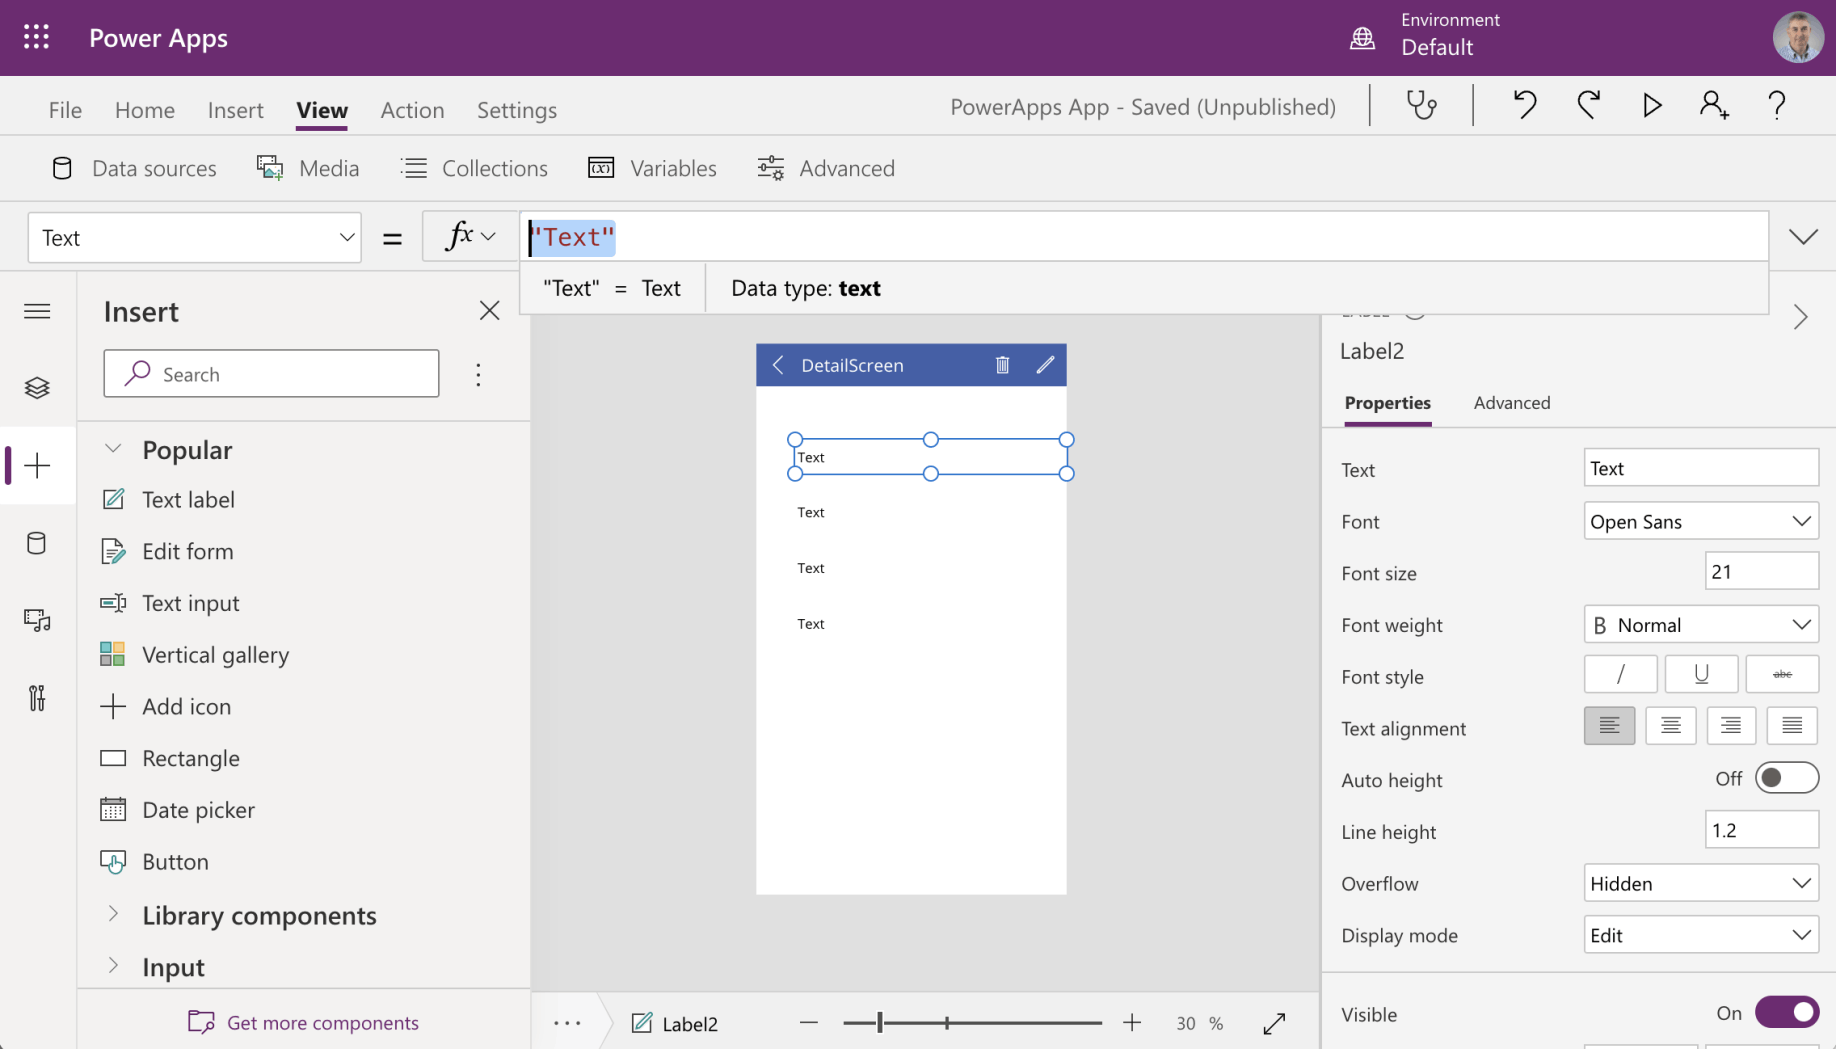 Power Apps
Environment
Default
File Home Insert View Action Settings
PowerApps App - Saved (Unpublished)
Data sources Media Collections Variables Advanced
Text = fx "Text"
"Text" = Text Data type: text
Insert
Search
Popular
Text label
Edit form
Text input
Vertical gallery
Add icon
Rectangle
Date picker
Button
Library components
Input
Get more components
DetailScreen
Text
Text
Text
Text
Label2
30 %
LABEL
Label2
Properties Advanced
Text Text
Font Open Sans
Font size 21
Font weight B Normal
Font style / U abc
Text alignment
Auto height Off
Line height 1.2
Overflow Hidden
Display mode Edit
Visible On